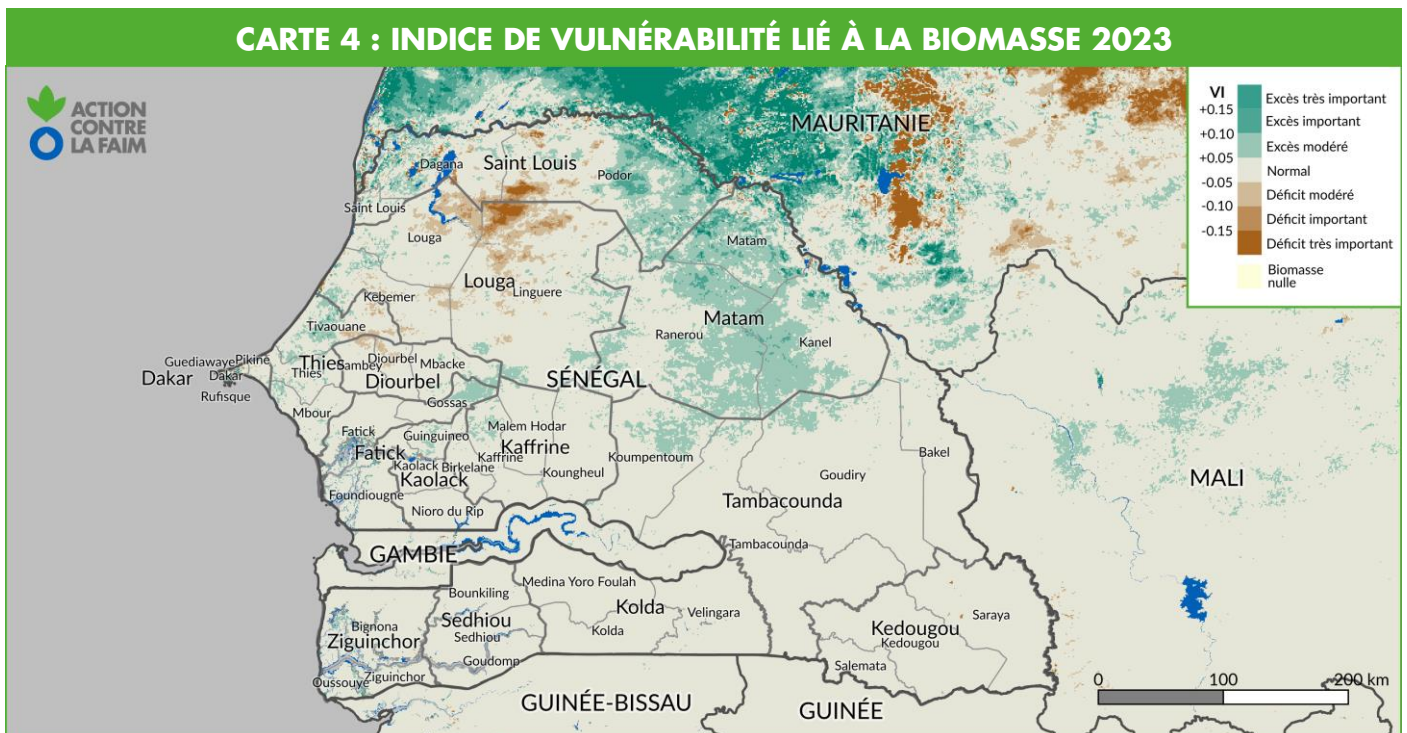 CARTE 4 : INDICE DE VULNÉRABILITÉ LIÉ À LA BIOMASSE 2023
ACTION
CONTRE
LA FAIM
VI
+0.15
+0.10
+0.05
-0.05
-0.10
-0.15
Excès très important
Excès important
Excès modéré
Normal
Déficit modéré
Déficit important
Déficit très important
Biomasse
nulle
MAURITANIE
Dagana
Saint Louis
Podor
Saint Louis
Louga
Matam
Louga
Linguere
Kebemer
Matam
Tivaouane
Ranerou
Kanel
Guediawaye
Pikine
Thies
Bambey
Diourbel
Mbacke
Dakar
Dakar
Thies
Diourbel
SÉNÉGAL
Rufisque
Gossas
Mbour
Malem Hodar
Fatick
Guinguineo
Kaffrine
Fatick
Kaffrine
Koumpentoum
Bakel
Kaolack
Birkelane
Koungheul
Goudiry
MALI
Kaolack
Foundiougne
Tambacounda
Nioro du Rip
Tambacounda
GAMBIE
Medina Yoro Foulah
Bounkiling
Kolda
Velingara
Saraya
Sedhiou
Bignona
Kolda
Kedougou
Ziguinchor
Sedhiou
Kedougou
Goudomp
Salemata
Oussouye
Ziguinchor
GUINÉE-BISSAU
GUINÉE
0
100
200 km